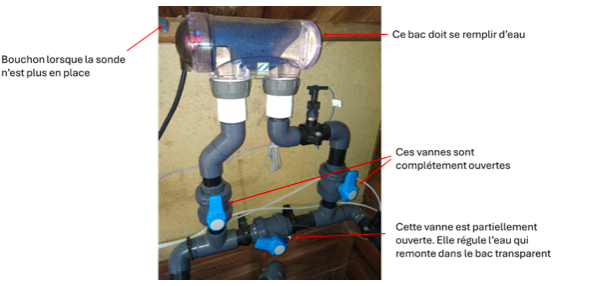 Ce bac doit se remplir d'eau
Bouchon lorsque la sonde
n'est plus en place
Ces vannes sont
complétement ouvertes
Cette vanne est partiellement
ouverte. Elle régule l'eau qui
remonte dans le bac transparent